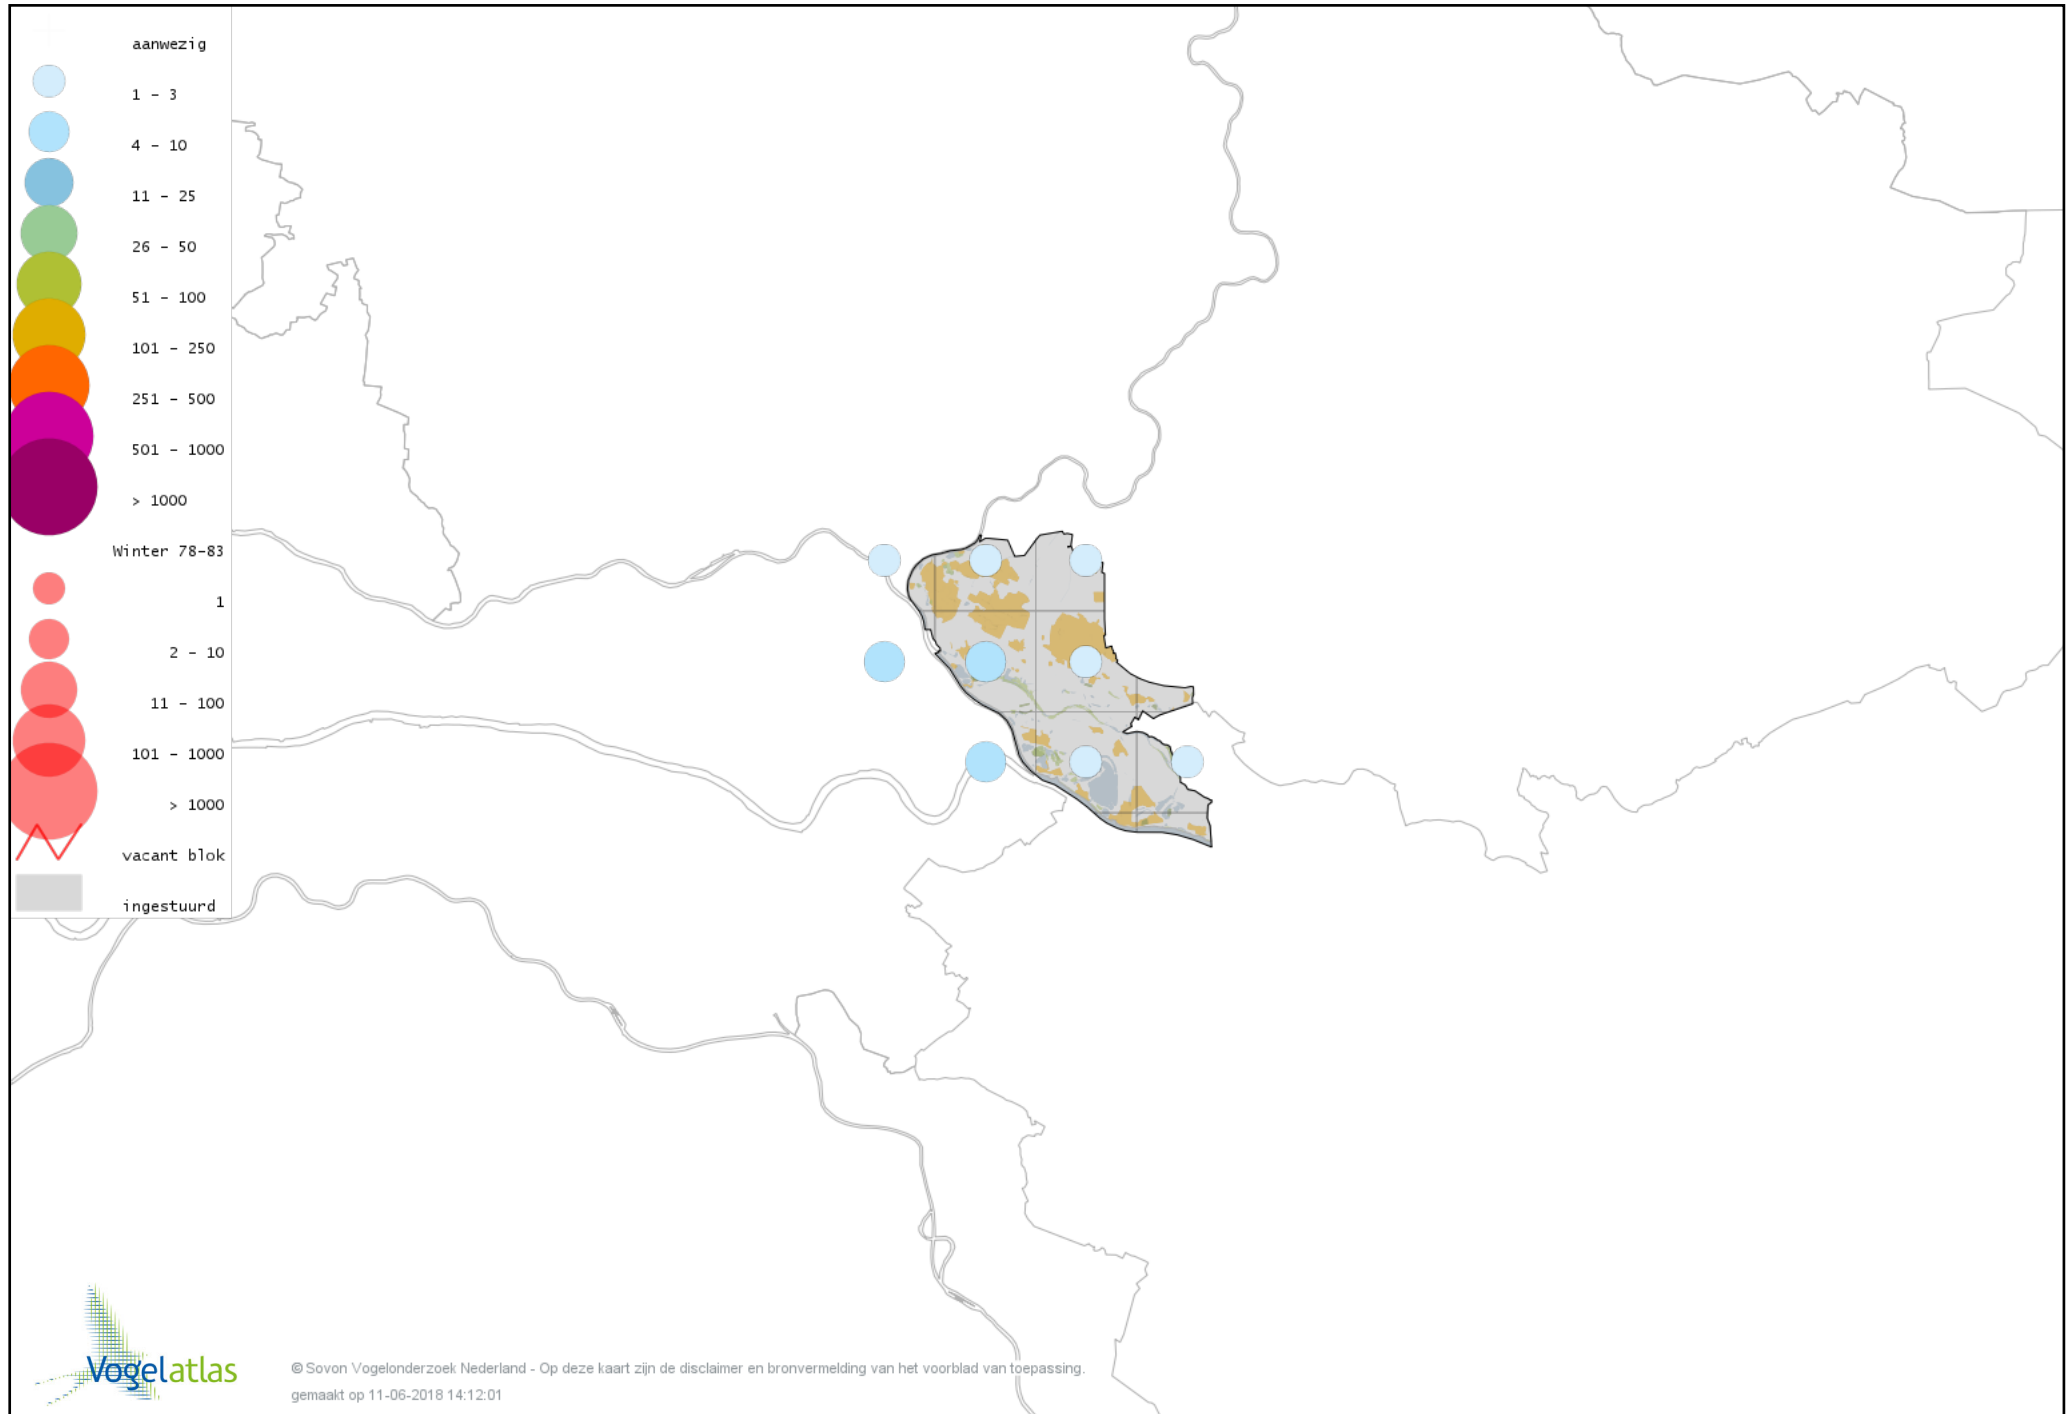 aanwezig
1 - 3
4 - 10
11 - 25
26 - 50
51 - 100
101 - 250
251 - 500
501 - 1000
> 1000
Winter 78-83
1
2 - 10
11 - 100
101 - 1000
> 1000
vacant blok
ingestuurd
Vogelatlas
© Sovon Vogelonderzoek Nederland - Op deze kaart zijn de disclaimer en bronvermelding van het voorblad van toepassing.
gemaakt op 11-06-2018 14:12:01